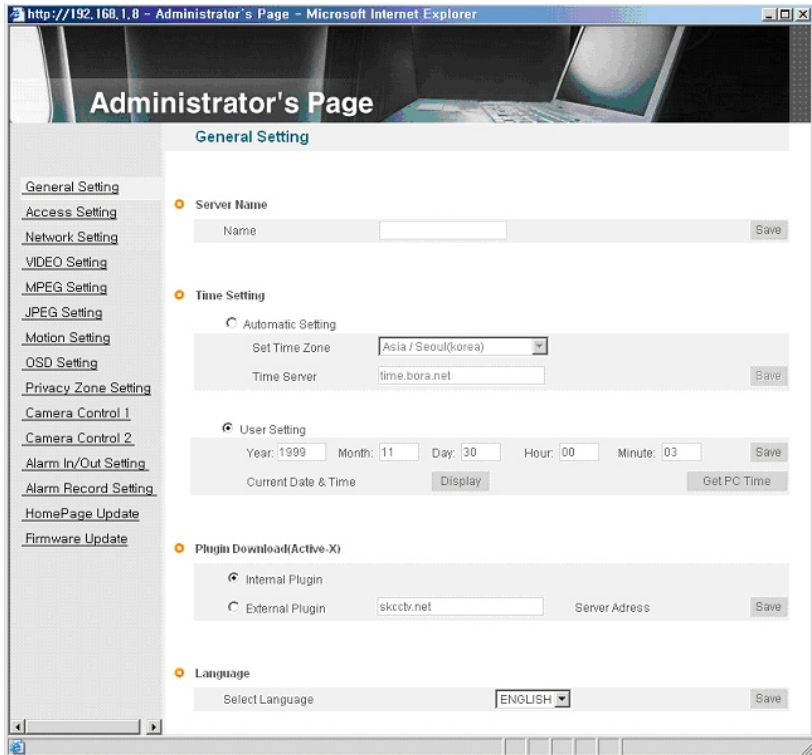 http://192.168.1.8 - Administrator's Page - Microsoft Internet Explorer
Administrator's Page
General Setting
General Setting
Access Setting
Network Setting
VIDEO Setting
MPEG Setting
JPEG Setting
Motion Setting
OSD Setting
Privacy Zone Setting
Camera Control 1
Camera Control 2
Alarm In/Out Setting
Alarm Record Setting
HomePage Update
Firmware Update
Server Name
Name Save
Time Setting
Automatic Setting
Set Time Zone Asia / Seoul(korea)
Time Server time.bora.net Save
User Setting
Year: 1999 Month: 11 Day: 30 Hour: 00 Minute: 03 Save
Current Date & Time Display Get PC Time
Plugin Download(Active-X)
Internal Plugin
External Plugin skcctv.net Server Adress Save
Language
Select Language ENGLISH Save